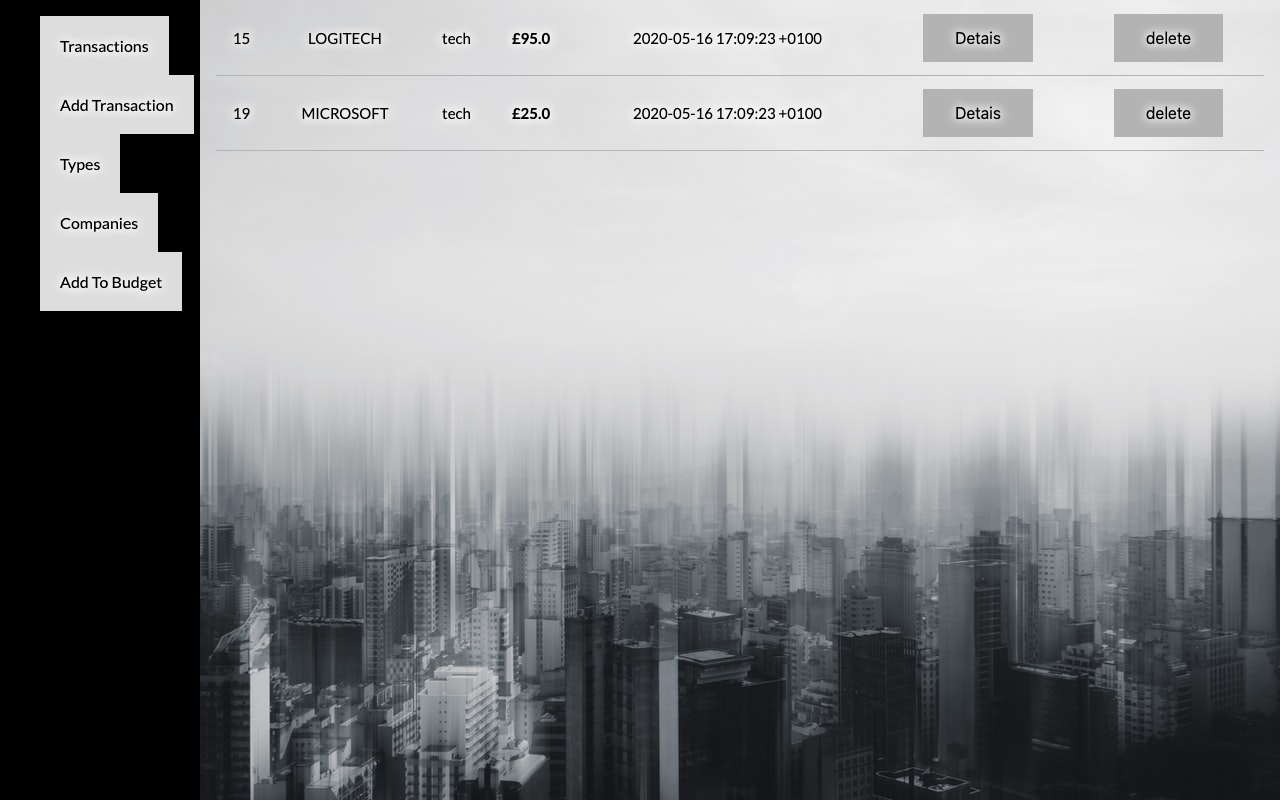 Transactions
Add Transaction
Types
Companies
Add To Budget
15 LOGITECH tech £95.0 2020-05-16 17:09:23 +0100 Detais delete
19 MICROSOFT tech £25.0 2020-05-16 17:09:23 +0100 Detais delete